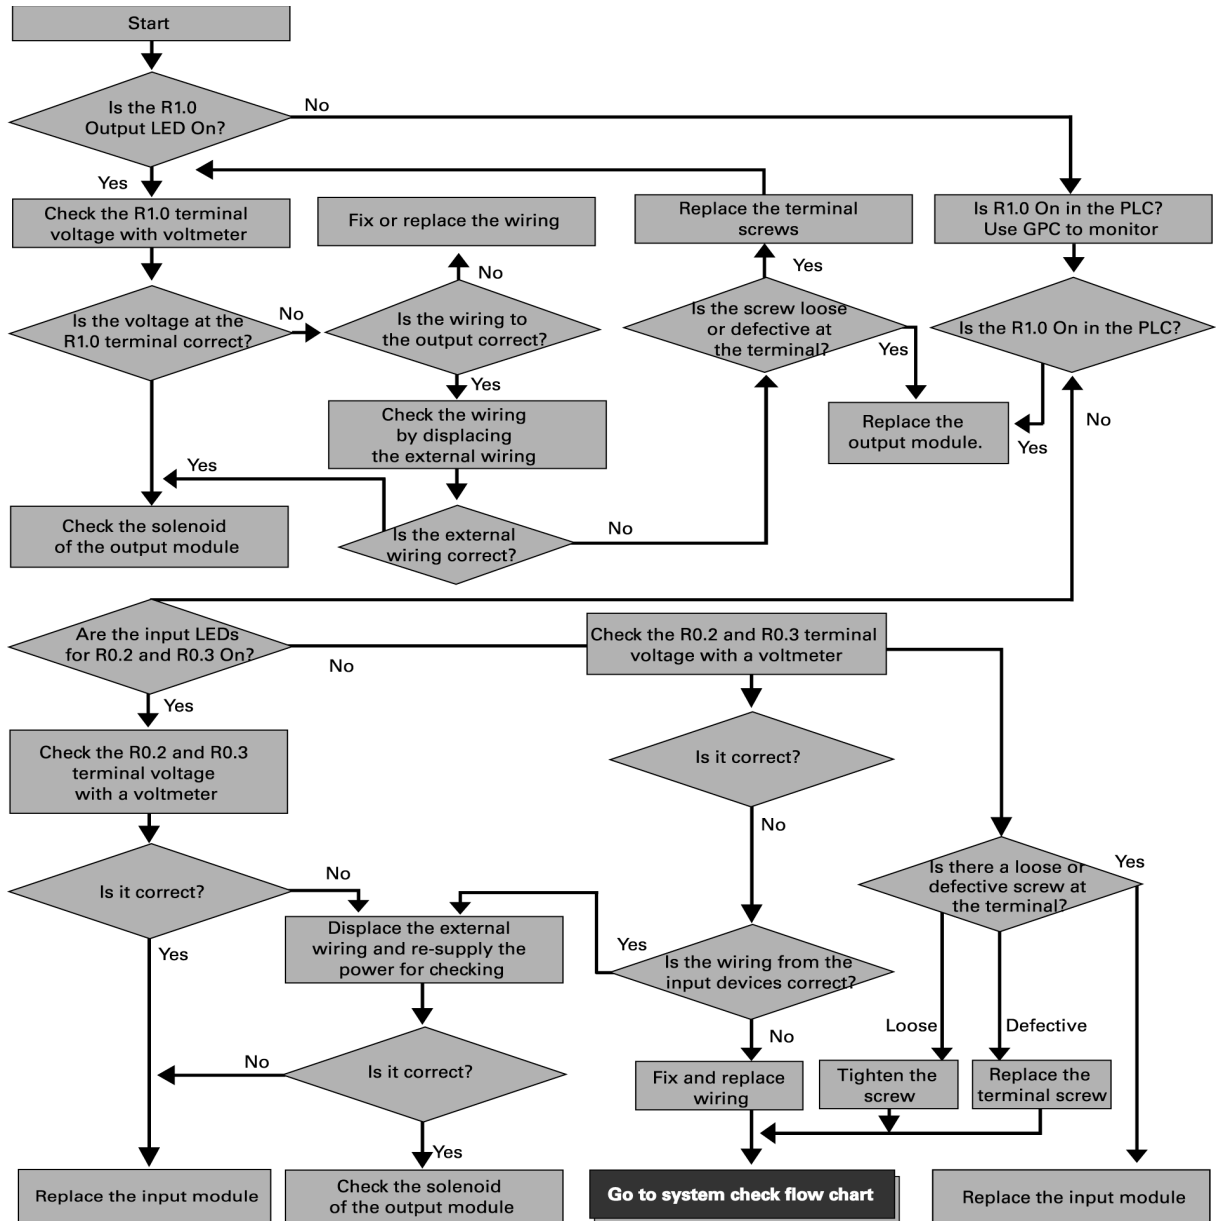 Start
Is the R1.0
Output LED On?
No
Yes
Check the R1.0 terminal
voltage with voltmeter
Fix or replace the wiring
Replace the terminal
screws
Is R1.0 On in the PLC?
Use GPC to monitor
No
Yes
Is the voltage at the
R1.0 terminal correct?
No
Is the wiring to
the output correct?
Is the screw loose
or defective at
the terminal?
Yes
Is the R1.0 On in the PLC?
Yes
Check the wiring
by displacing
the external wiring
Replace the
output module.
Yes
No
Yes
Check the solenoid
of the output module
Is the external
wiring correct?
No
Are the input LEDs
for R0.2 and R0.3 On?
No
Check the R0.2 and R0.3 terminal
voltage with a voltmeter
Yes
Check the R0.2 and R0.3
terminal voltage
with a voltmeter
Is it correct?
No
Is it correct?
No
Is there a loose or
defective screw at
the terminal?
Yes
Yes
Displace the external
wiring and re-supply the
power for checking
Yes
Is the wiring from the
input devices correct?
Loose
Defective
No
No
Is it correct?
Fix and replace
wiring
Tighten the
screw
Replace the
terminal screw
Yes
Replace the input module
Check the solenoid
of the output module
Go to system check flow chart
Replace the input module